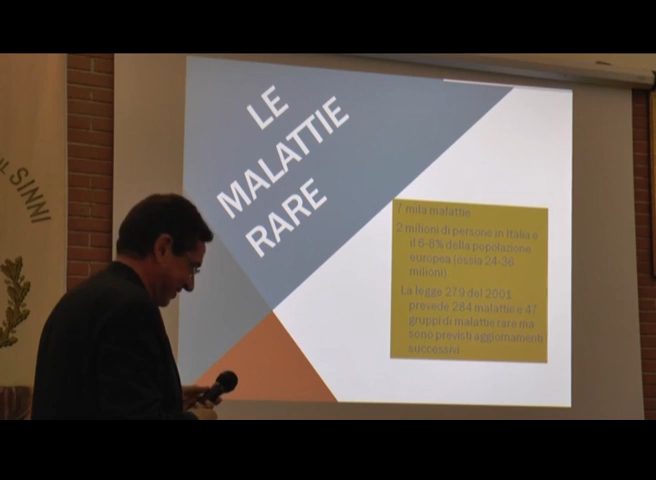 SUL SINNI
LE
MALATTIE
RARE
7 mila malattie
2 milioni di persone in Italia e
il 6-8% della popolazione
europea (ossia 24-36
milioni)
La legge 279 del 2001
prevede 284 malattie e 47
gruppi di malattie rare ma
sono previsti aggiornamenti
successivi